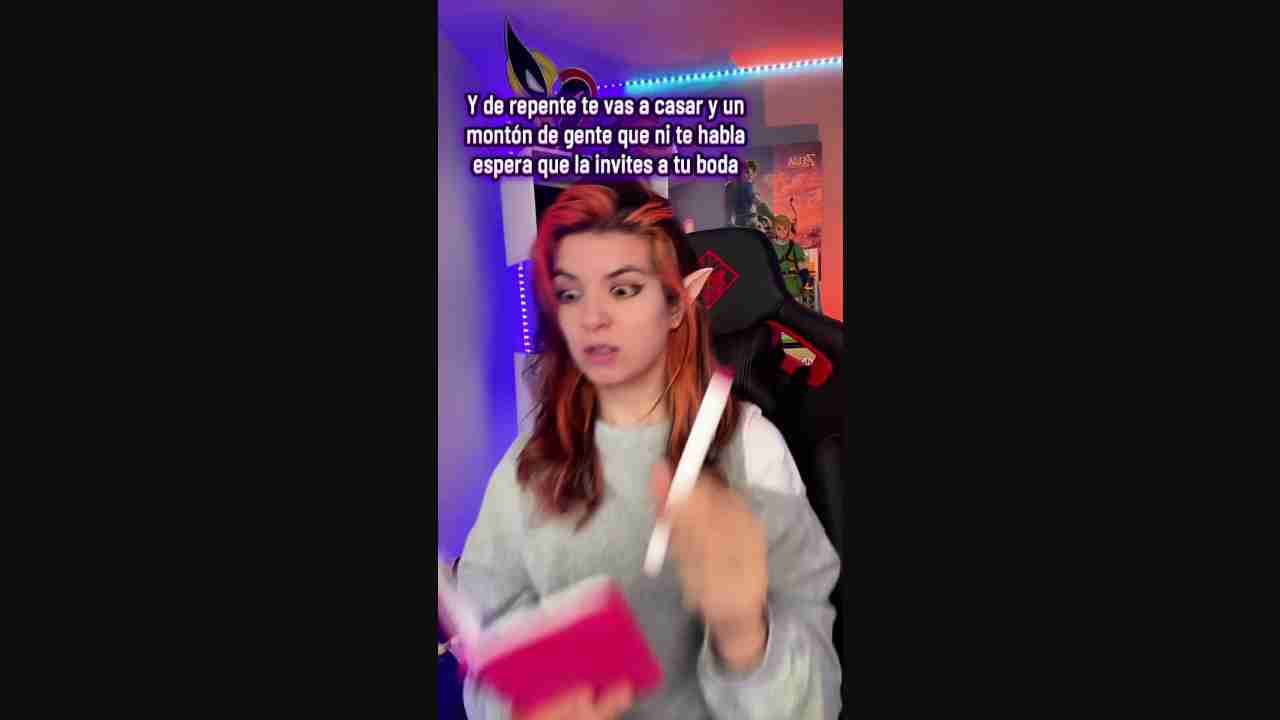 Y de repente te vas a casar y un
montón de gente que ni te habla
espera que la invites a tu boda
ZELDA